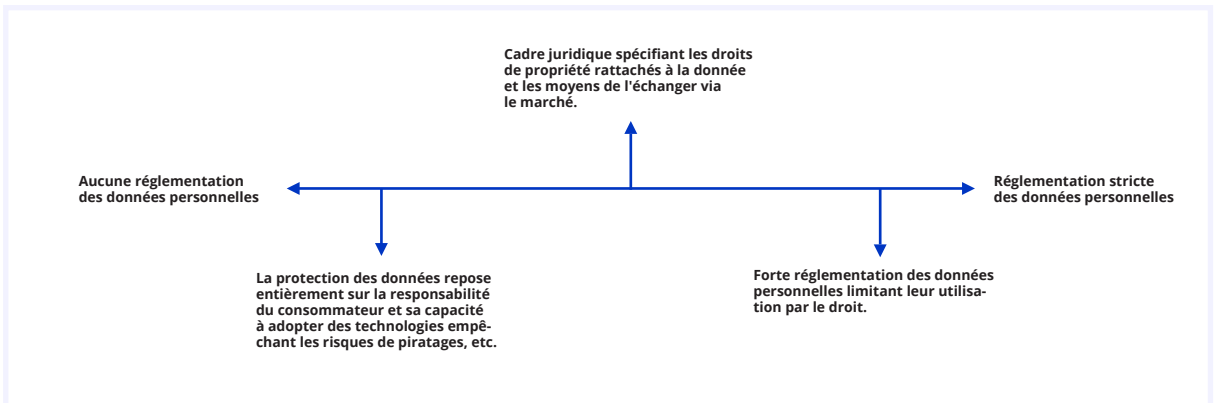 Cadre juridique spécifiant les droits
de propriété rattachés à la donnée
et les moyens de l'échanger via
le marché.
Aucune réglementation
des données personnelles
Réglementation stricte
des données personnelles
La protection des données repose
entièrement sur la responsabilité
du consommateur et sa capacité
à adopter des technologies empê-
chant les risques de piratages, etc.
Forte réglementation des données
personnelles limitant leur utilisa-
tion par le droit.